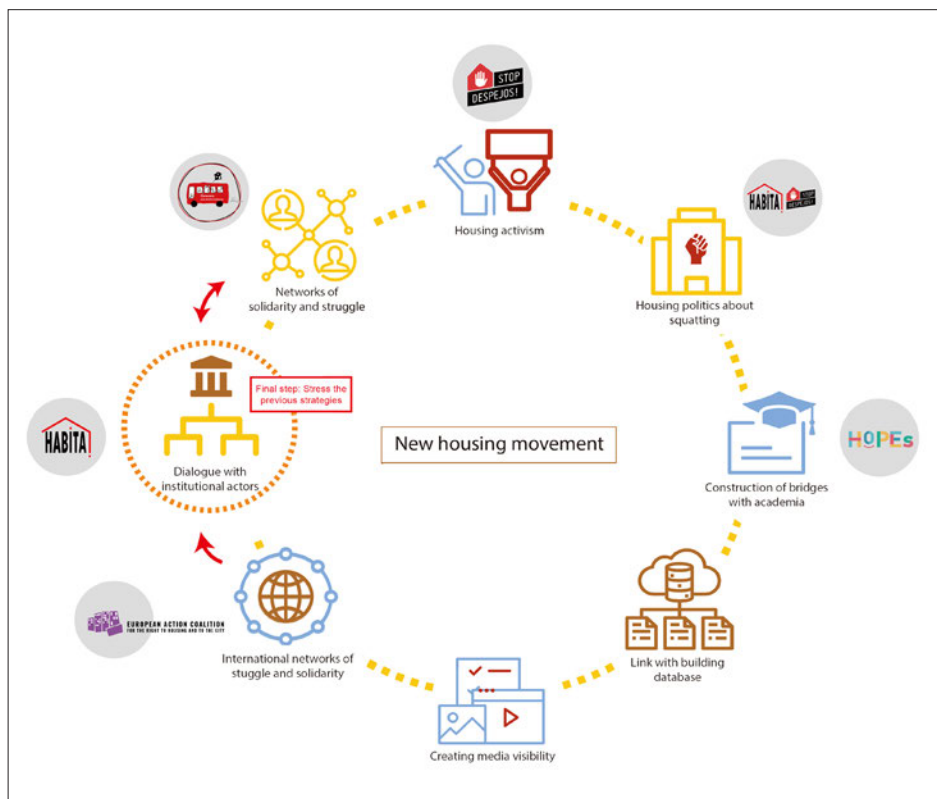 STOP
DESPEJOS!
Housing activism
HABITA!
STOP
DESPEJOS!
Housing politics about
squatting
Networks of
solidarity and struggle
Final step: Stress the
previous strategies
HABITA!
Dialogue with
institutional actors
New housing movement
HOPEs
Construction of bridges
with academia
EUROPEAN ACTION COALITION
FOR THE RIGHT TO HOUSING AND TO THE CITY
International networks of
stuggle and solidarity
Link with building
database
Creating media visibility